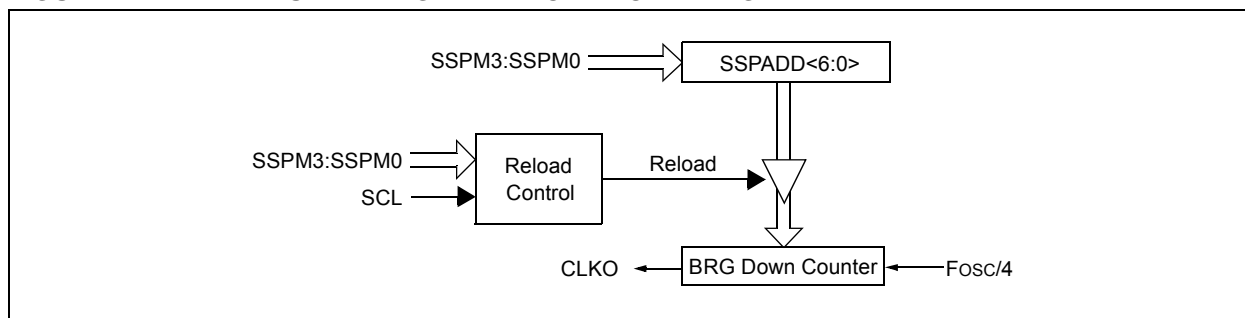 SSPM3:SSPM0
SSPADD<6:0>
SSPM3:SSPM0
SCL
Reload
Control
Reload
CLKO
BRG Down Counter
FOSC/4